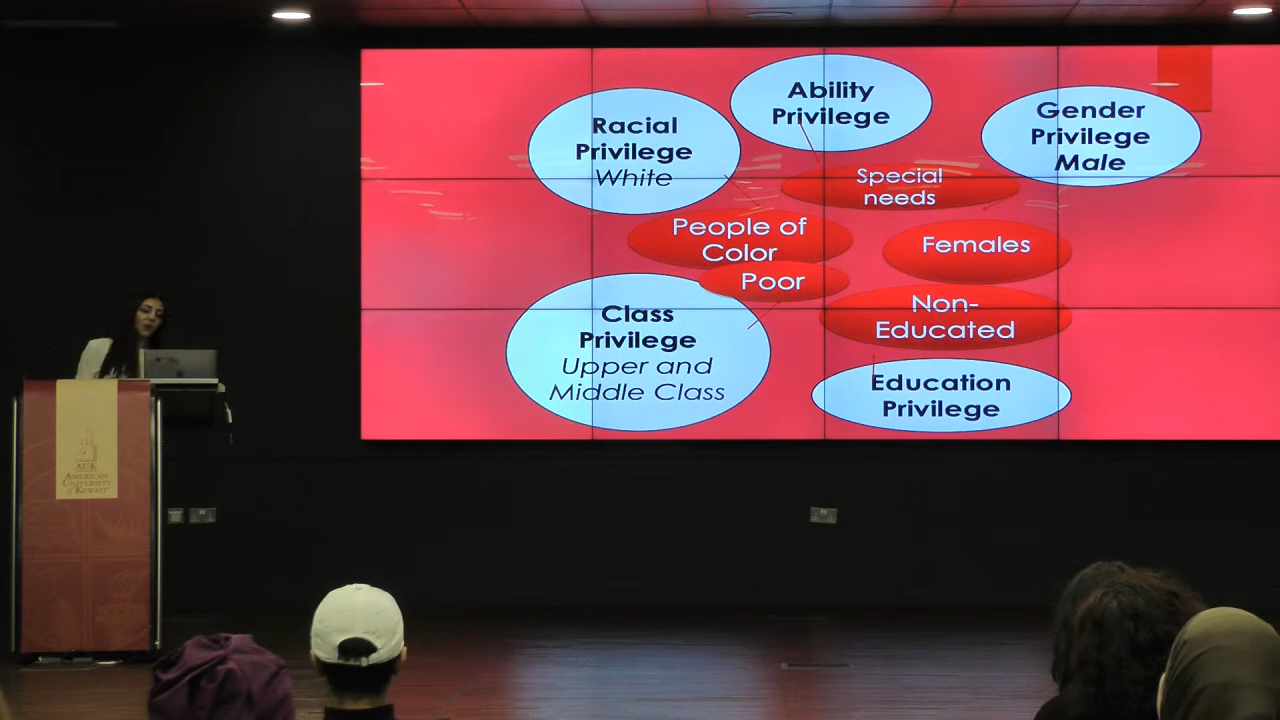 Ability
Privilege
Gender
Privilege
Male
Racial
Privilege
White
Special
needs
People of
Color
Females
Poor
Non-
Educated
Class
Privilege
Upper and
Middle Class
Education
Privilege
AUK
AMERICAN
UNIVERSITY
of KUWAIT